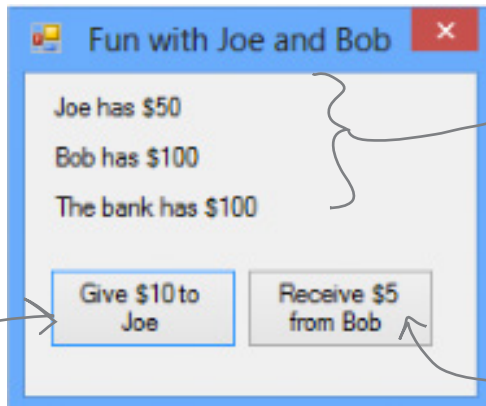 Fun with Joe and Bob
Joe has $50
Bob has $100
The bank has $100
Give $10 to
Joe
Receive $5
from Bob